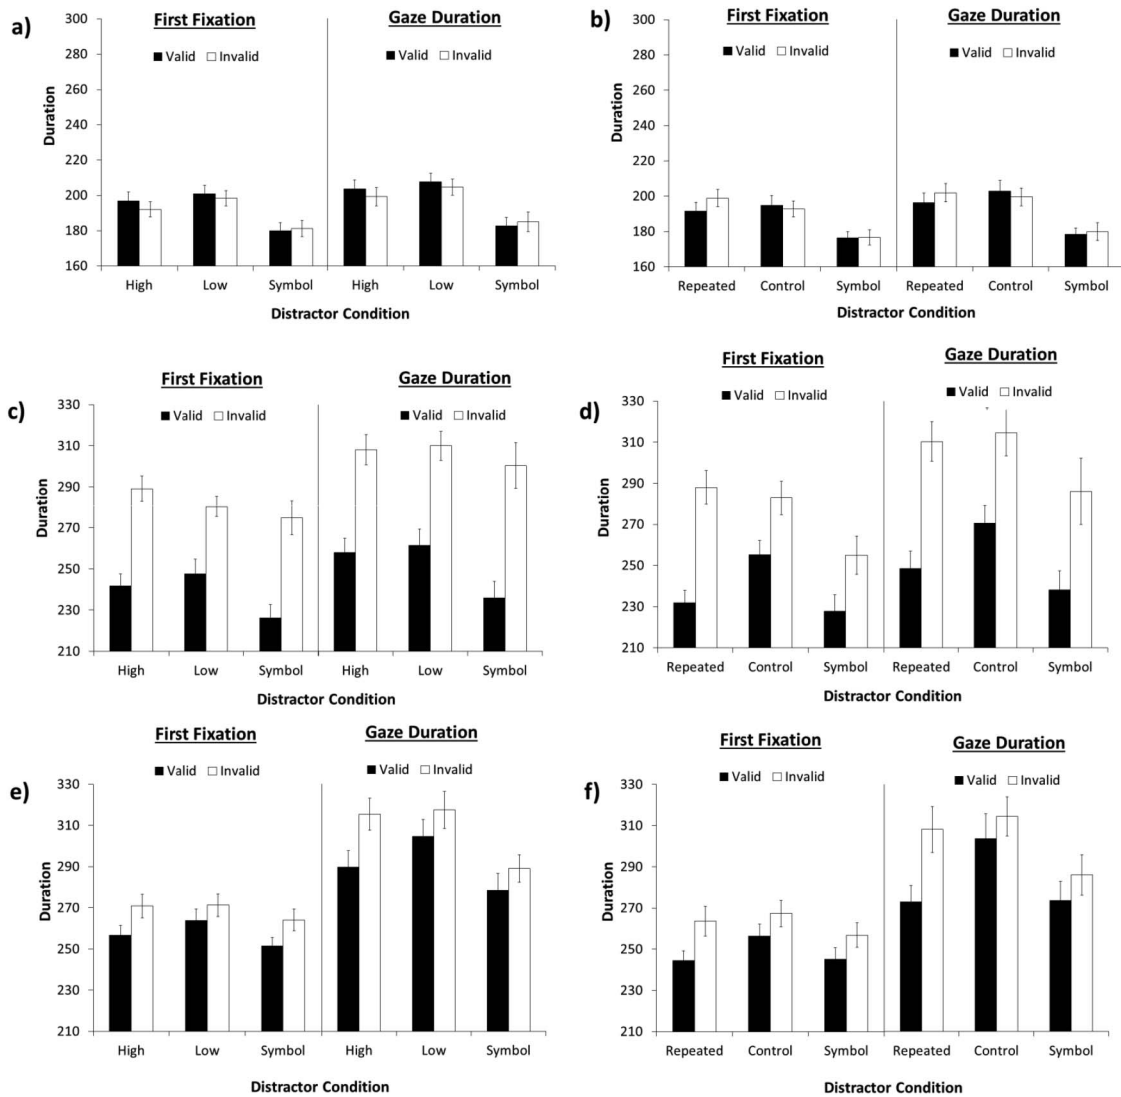 a)
First Fixation
Gaze Duration
Valid Invalid
Valid Invalid
Duration
300
280
260
240
220
200
180
160
High Low Symbol High Low Symbol
Distractor Condition
b)
First Fixation
Gaze Duration
Valid Invalid
Valid Invalid
Duration
300
280
260
240
220
200
180
160
Repeated Control Symbol Repeated Control Symbol
Distractor Condition
c)
First Fixation
Gaze Duration
Valid Invalid
Valid Invalid
Duration
330
310
290
270
250
230
210
High Low Symbol High Low Symbol
Distractor Condition
d)
First Fixation
Gaze Duration
Valid Invalid
Valid Invalid
Duration
330
310
290
270
250
230
210
Repeated Control Symbol Repeated Control Symbol
Distractor Condition
e)
First Fixation
Gaze Duration
Valid Invalid
Valid Invalid
Duration
330
310
290
270
250
230
210
High Low Symbol High Low Symbol
Distractor Condition
f)
First Fixation
Gaze Duration
Valid Invalid
Valid Invalid
Duration
330
310
290
270
250
230
210
Repeated Control Symbol Repeated Control Symbol
Distractor Condition